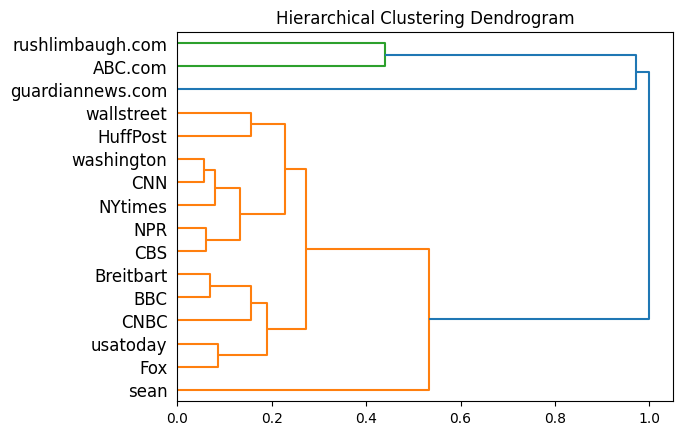 Hierarchical Clustering Dendrogram
rushlimbaugh.com
ABC.com
guardiannews.com
wallstreet
HuffPost
washington
CNN
NYtimes
NPR
CBS
Breitbart
BBC
CNBC
usatoday
Fox
sean
0.0 0.2 0.4 0.6 0.8 1.0